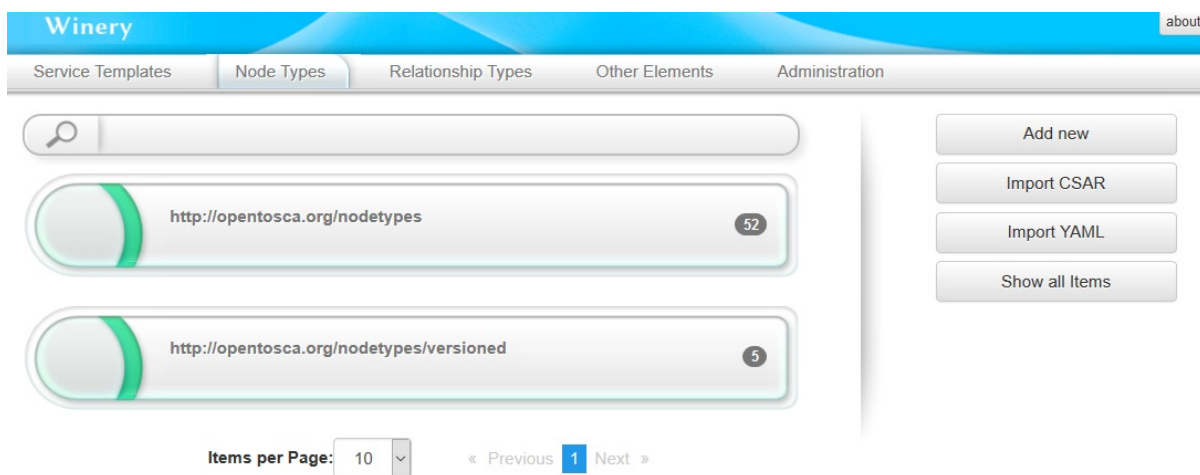 Winery
about
Service Templates Node Types Relationship Types Other Elements Administration
Add new
Import CSAR
http://opentosca.org/nodetypes 52
Import YAML
Show all Items
http://opentosca.org/nodetypes/versioned 5
Items per Page: 10 « Previous 1 Next »